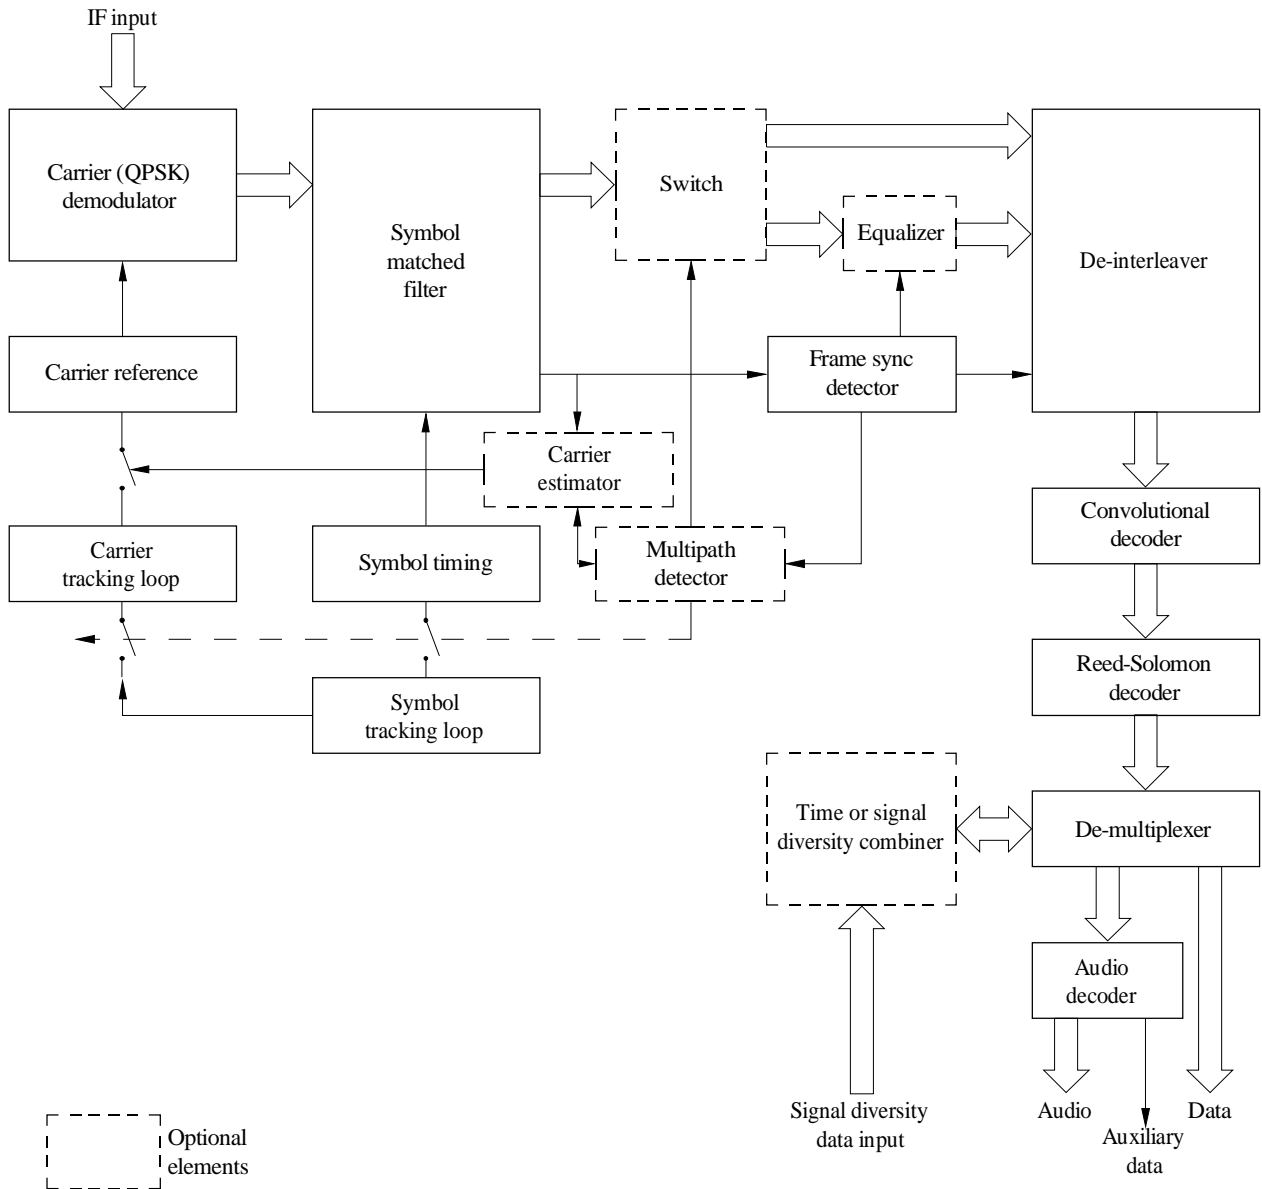 IF input
Carrier (QPSK)
demodulator
Symbol
matched
filter
Switch
Equalizer
De-interleaver
Carrier reference
Frame sync
detector
Carrier
estimator
Convolutional
decoder
Carrier
tracking loop
Symbol timing
Multipath
detector
Reed-Solomon
decoder
Symbol
tracking loop
Time or signal
diversity combiner
De-multiplexer
Audio
decoder
Signal diversity
data input
Audio
Data
Auxiliary
data
Optional
elements